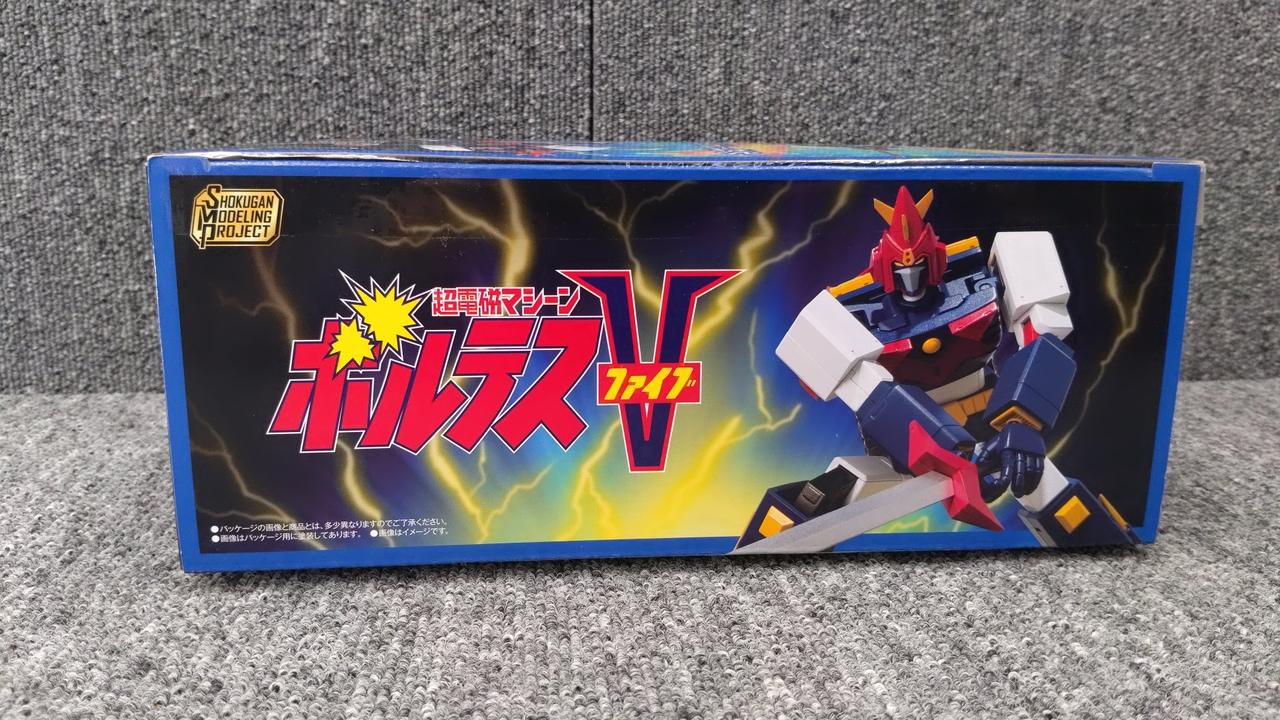 SHOKUGAN
MODELING
PROJECT
超電磁マシーン
ボルテス
V
ファイブ
●パッケージの画像と商品とは、多少異なりますのでご了承ください。
●画像はパッケージ用に塗装してあります。 ●画像はイメージです。